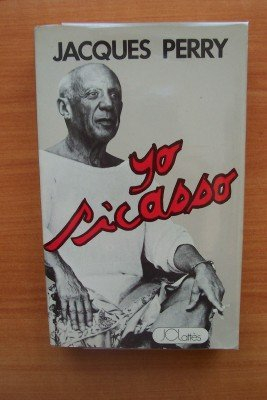 JACQUES PERRY
yo
Picasso
JCLattès